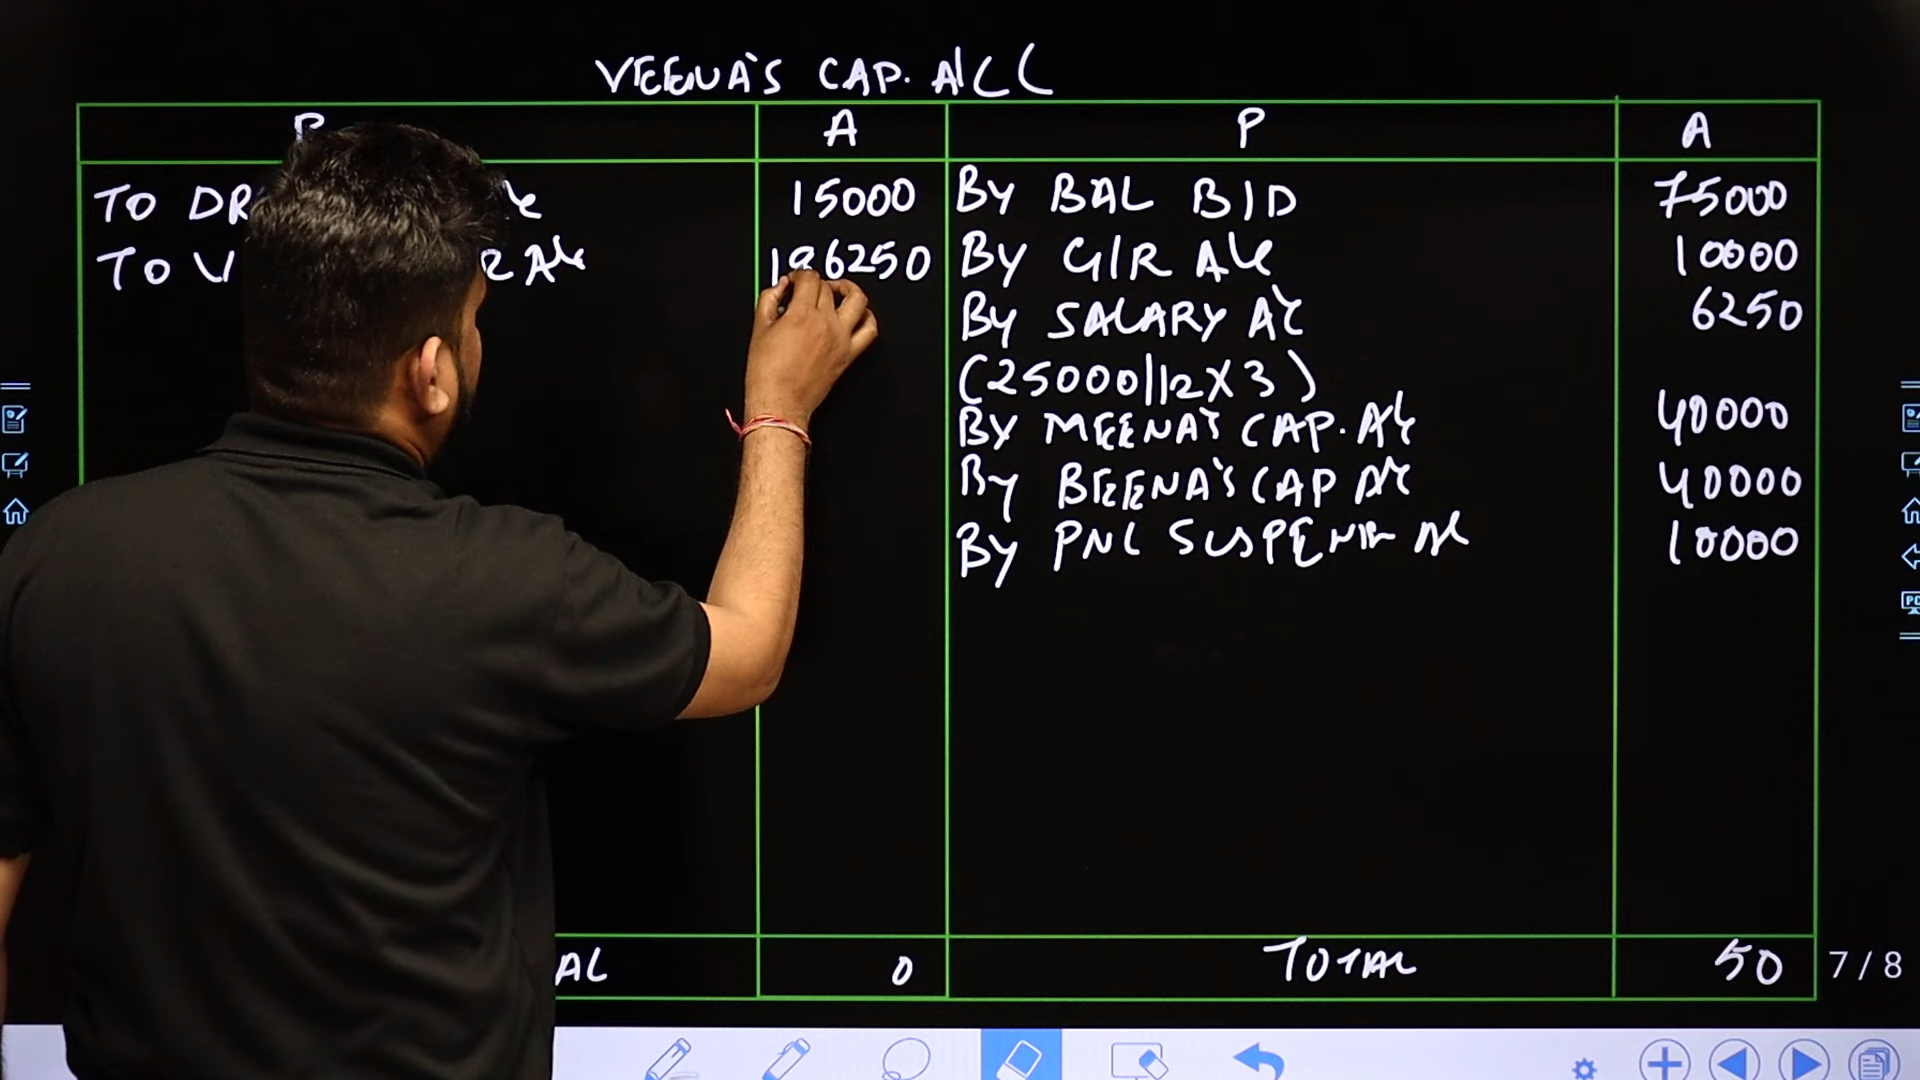 VEENA'S CAP. A/C C
A P A
TO DR 15000 BY BAL B/D 75000
TO V R A/c 186250 BY G/R A/c 10000
BY SALARY A/C 6250
(25000/12X3)
BY MEENA'S CAP. A/c 40000
BY BEENA'S CAP A/c 40000
BY PNL SUSPENSE A/c 10000
AL 0 TOTAL 50
7 / 8